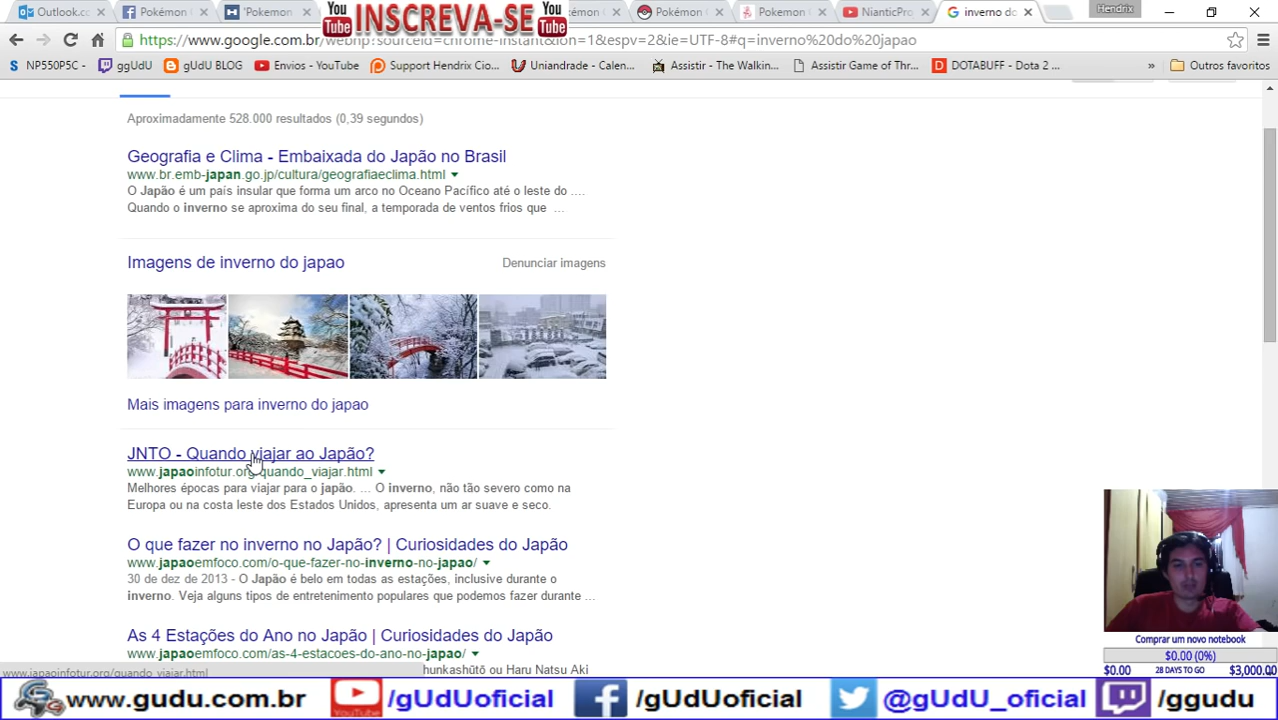 Outlook.cc
Pokémon (
'Pokemon
You Tube INSCREVA-SE You Tube
émon (
Pokémon (
Pokemon (
NianticPro
inverno do
Hendrix
https://www.google.com.br/webhp?sourceid=chrome-instant&ion=1&espv=2&ie=UTF-8#q=inverno%20do%20japao
NP550P5C -
ggUdU
gUdU BLOG
Envios - YouTube
Support Hendrix Cio...
Uniandrade - Calen...
Assistir - The Walkin...
Assistir Game of Thr...
DOTABUFF - Dota 2 ...
»
Outros favoritos
Aproximadamente 528.000 resultados (0,39 segundos)
Geografia e Clima - Embaixada do Japão no Brasil
www.br.emb-japan.go.jp/cultura/geografiaeclima.html
O Japão é um país insular que forma um arco no Oceano Pacífico até o leste do ....
Quando o inverno se aproxima do seu final, a temporada de ventos frios que ...
Imagens de inverno do japao
Denunciar imagens
Mais imagens para inverno do japao
JNTO - Quando viajar ao Japão?
www.japaoinfotur.org/quando_viajar.html
Melhores épocas para viajar para o japão. ... O inverno, não tão severo como na
Europa ou na costa leste dos Estados Unidos, apresenta um ar suave e seco.
O que fazer no inverno no Japão? | Curiosidades do Japão
www.japaoemfoco.com/o-que-fazer-no-inverno-no-japao/
30 de dez de 2013 - O Japão é belo em todas as estações, inclusive durante o
inverno. Veja alguns tipos de entretenimento populares que podemos fazer durante ...
As 4 Estações do Ano no Japão | Curiosidades do Japão
www.japaoemfoco.com/as-4-estacoes-do-ano-no-japao/
hunkashūtō ou Haru Natsu Aki
www.japaoinfotur.org/quando_viajar.html
Comprar um novo notebook
$0.00 (0%)
$0.00
28 DAYS TO GO
$3,000.00
www.gudu.com.br
YouTube
/gUdUoficial
/gUdUoficial
@gUdU_oficial
/ggudu